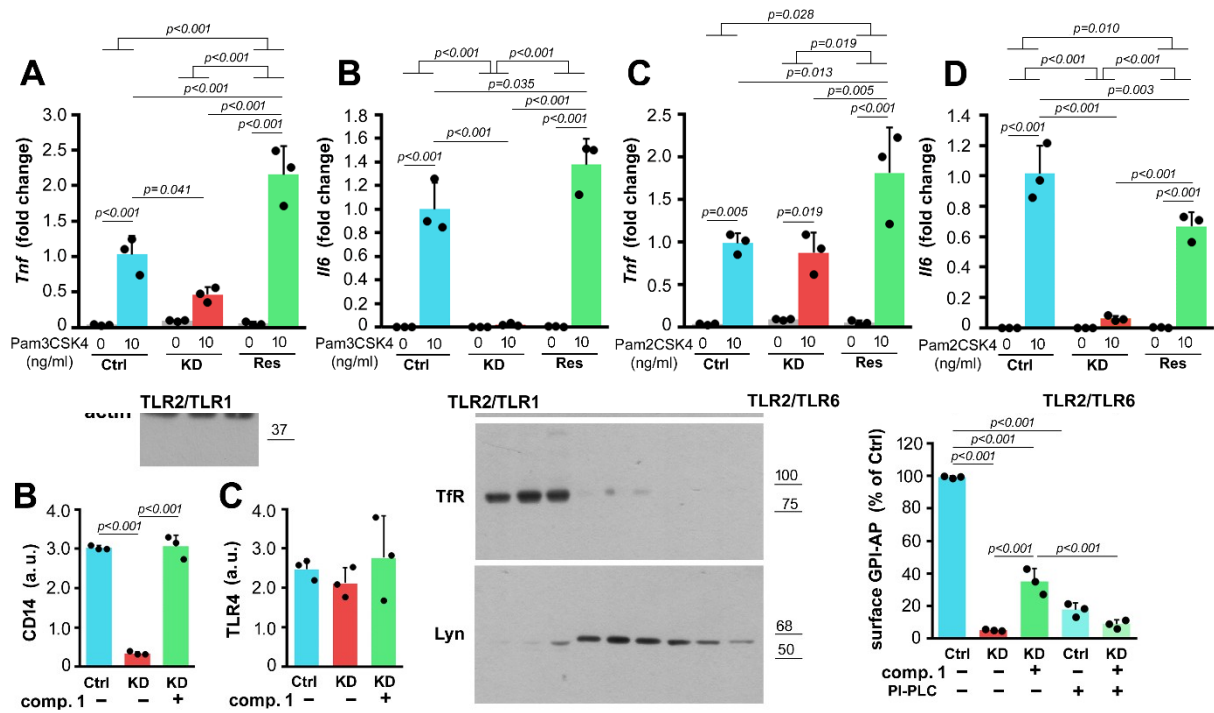 p<0.001
p<0.001
p<0.001
p<0.001
p<0.001
p=0.041
p<0.001
A
Tnf (fold change)
3.0
2.5
2.0
1.5
1.0
0.5
0
Pam3CSK4
(ng/ml)
0 10 0 10 0 10
Ctrl KD Res
TLR2/TLR1
p<0.001 p<0.001
p=0.035
p<0.001
p<0.001
p<0.001
p<0.001
B
Il6 (fold change)
1.8
1.6
1.4
1.2
1.0
0.8
0.6
0.4
0.2
0
Pam3CSK4
(ng/ml)
0 10 0 10 0 10
Ctrl KD Res
TLR2/TLR1
p=0.028
p=0.019
p=0.013
p=0.005
p<0.001
p=0.005
p=0.019
C
Tnf (fold change)
2.5
2.0
1.5
1.0
0.5
0
Pam2CSK4
(ng/ml)
0 10 0 10 0 10
Ctrl KD Res
TLR2/TLR6
p=0.010
p<0.001 p<0.001
p=0.003
p<0.001 p<0.001
p<0.001
p<0.001
D
Il6 (fold change)
1.4
1.2
1.0
0.8
0.6
0.4
0.2
0
Pam2CSK4
(ng/ml)
0 10 0 10 0 10
Ctrl KD Res
TLR2/TLR6
actin
37
B
CD14 (a. u.)
4.0
3.0
2.0
1.0
0
p<0.001 p<0.001
Ctrl KD KD
comp. 1 – – +
C
TLR4 (a. u.)
4.0
3.0
2.0
1.0
0
Ctrl KD KD
comp. 1 – – +
TfR
100
75
Lyn
68
50
surface GPI-AP (% of Ctrl)
120
100
80
60
40
20
0
p<0.001
p<0.001
p<0.001
p<0.001 p<0.001
Ctrl KD KD Ctrl KD
comp. 1 – – + – +
PI-PLC – – – + +